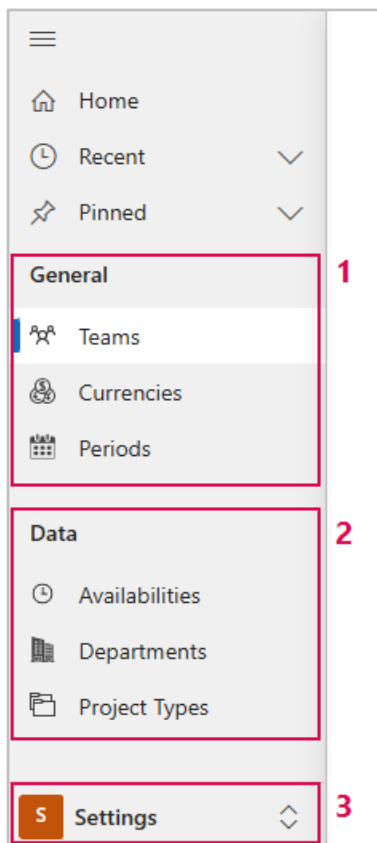 Home
Recent
Pinned
General
1
Teams
Currencies
Periods
Data
2
Availabilities
Departments
Project Types
S Settings
3